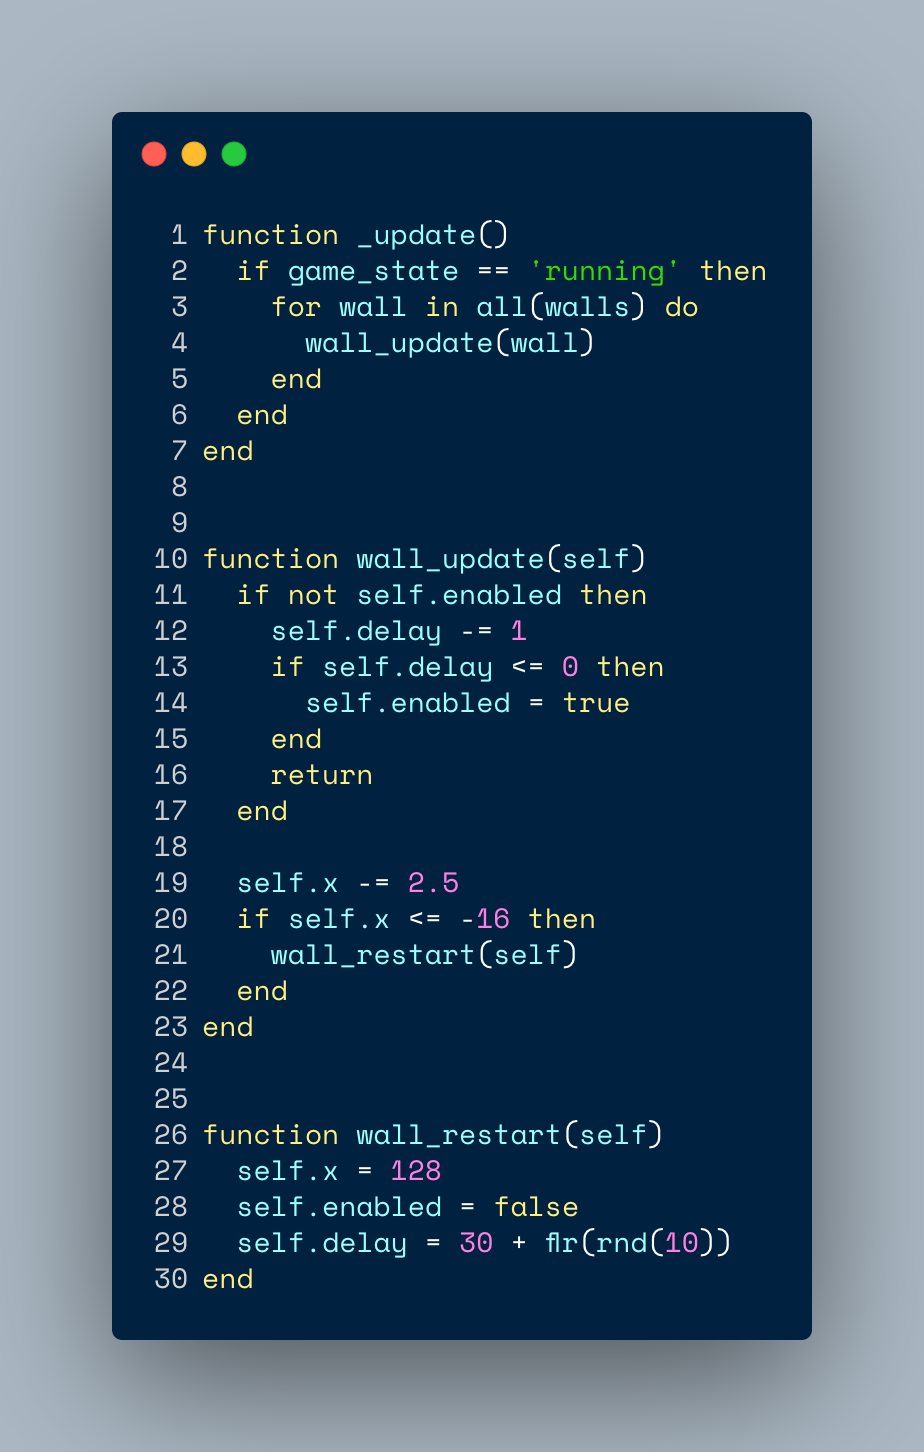 1 function _update()
2   if game_state == 'running' then
3     for wall in all(walls) do
4       wall_update(wall)
5     end
6   end
7 end
8
9
10 function wall_update(self)
11   if not self.enabled then
12     self.delay -= 1
13     if self.delay <= 0 then
14       self.enabled = true
15     end
16     return
17   end
18
19   self.x -= 2.5
20   if self.x <= -16 then
21     wall_restart(self)
22   end
23 end
24
25
26 function wall_restart(self)
27   self.x = 128
28   self.enabled = false
29   self.delay = 30 + flr(rnd(10))
30 end